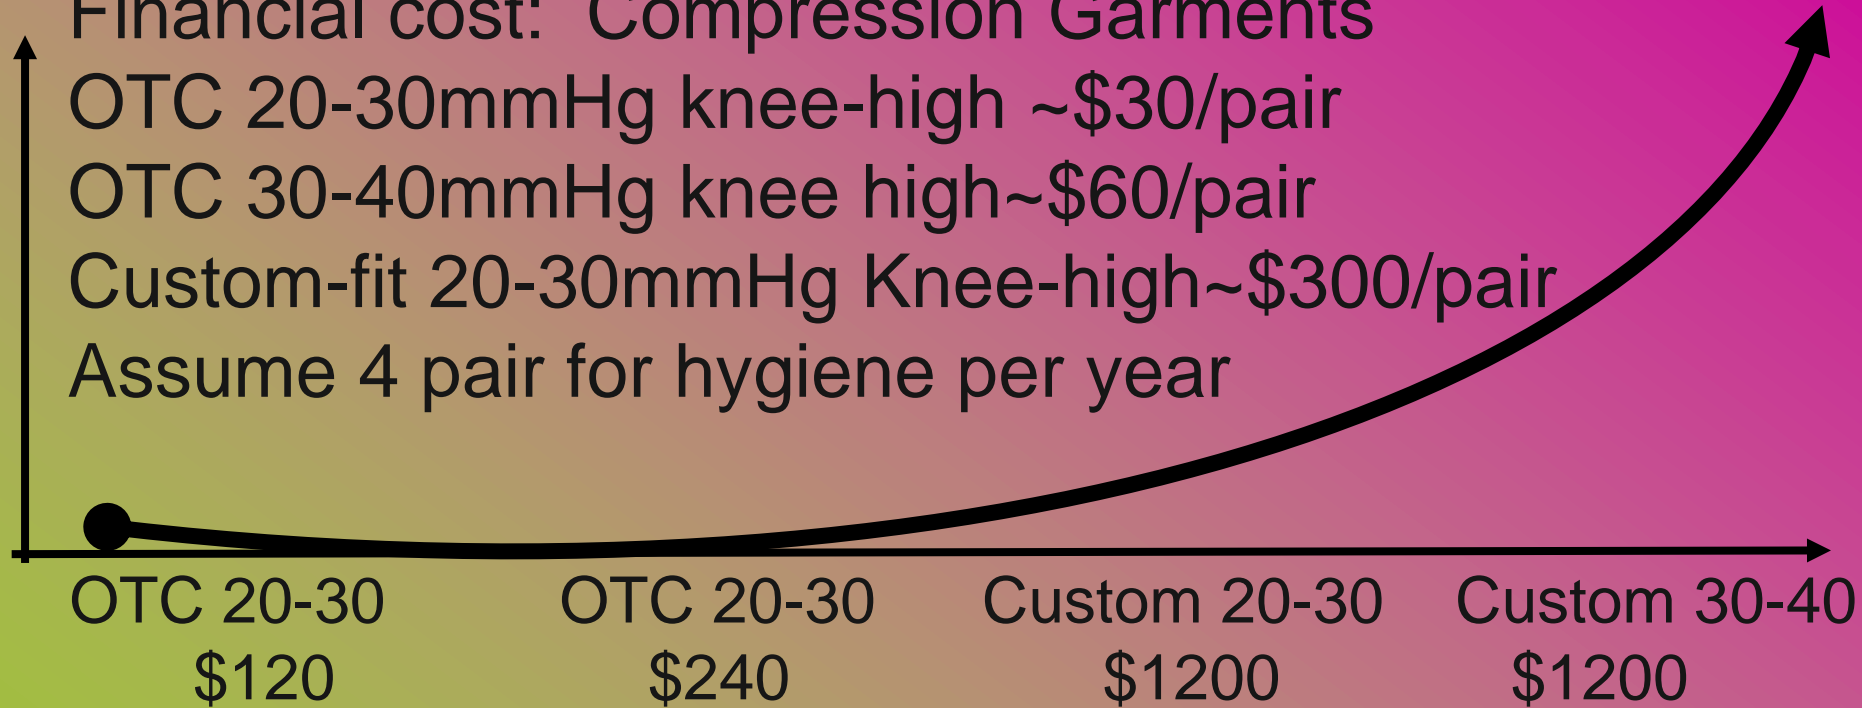 Financial cost:  Compression Garments
OTC 20-30mmHg knee-high ~$30/pair
OTC 30-40mmHg knee high~$60/pair
Custom-fit 20-30mmHg Knee-high~$300/pair
Assume 4 pair for hygiene per year
OTC 20-30 OTC 20-30 Custom 20-30 Custom 30-40
$120 $240 $1200 $1200